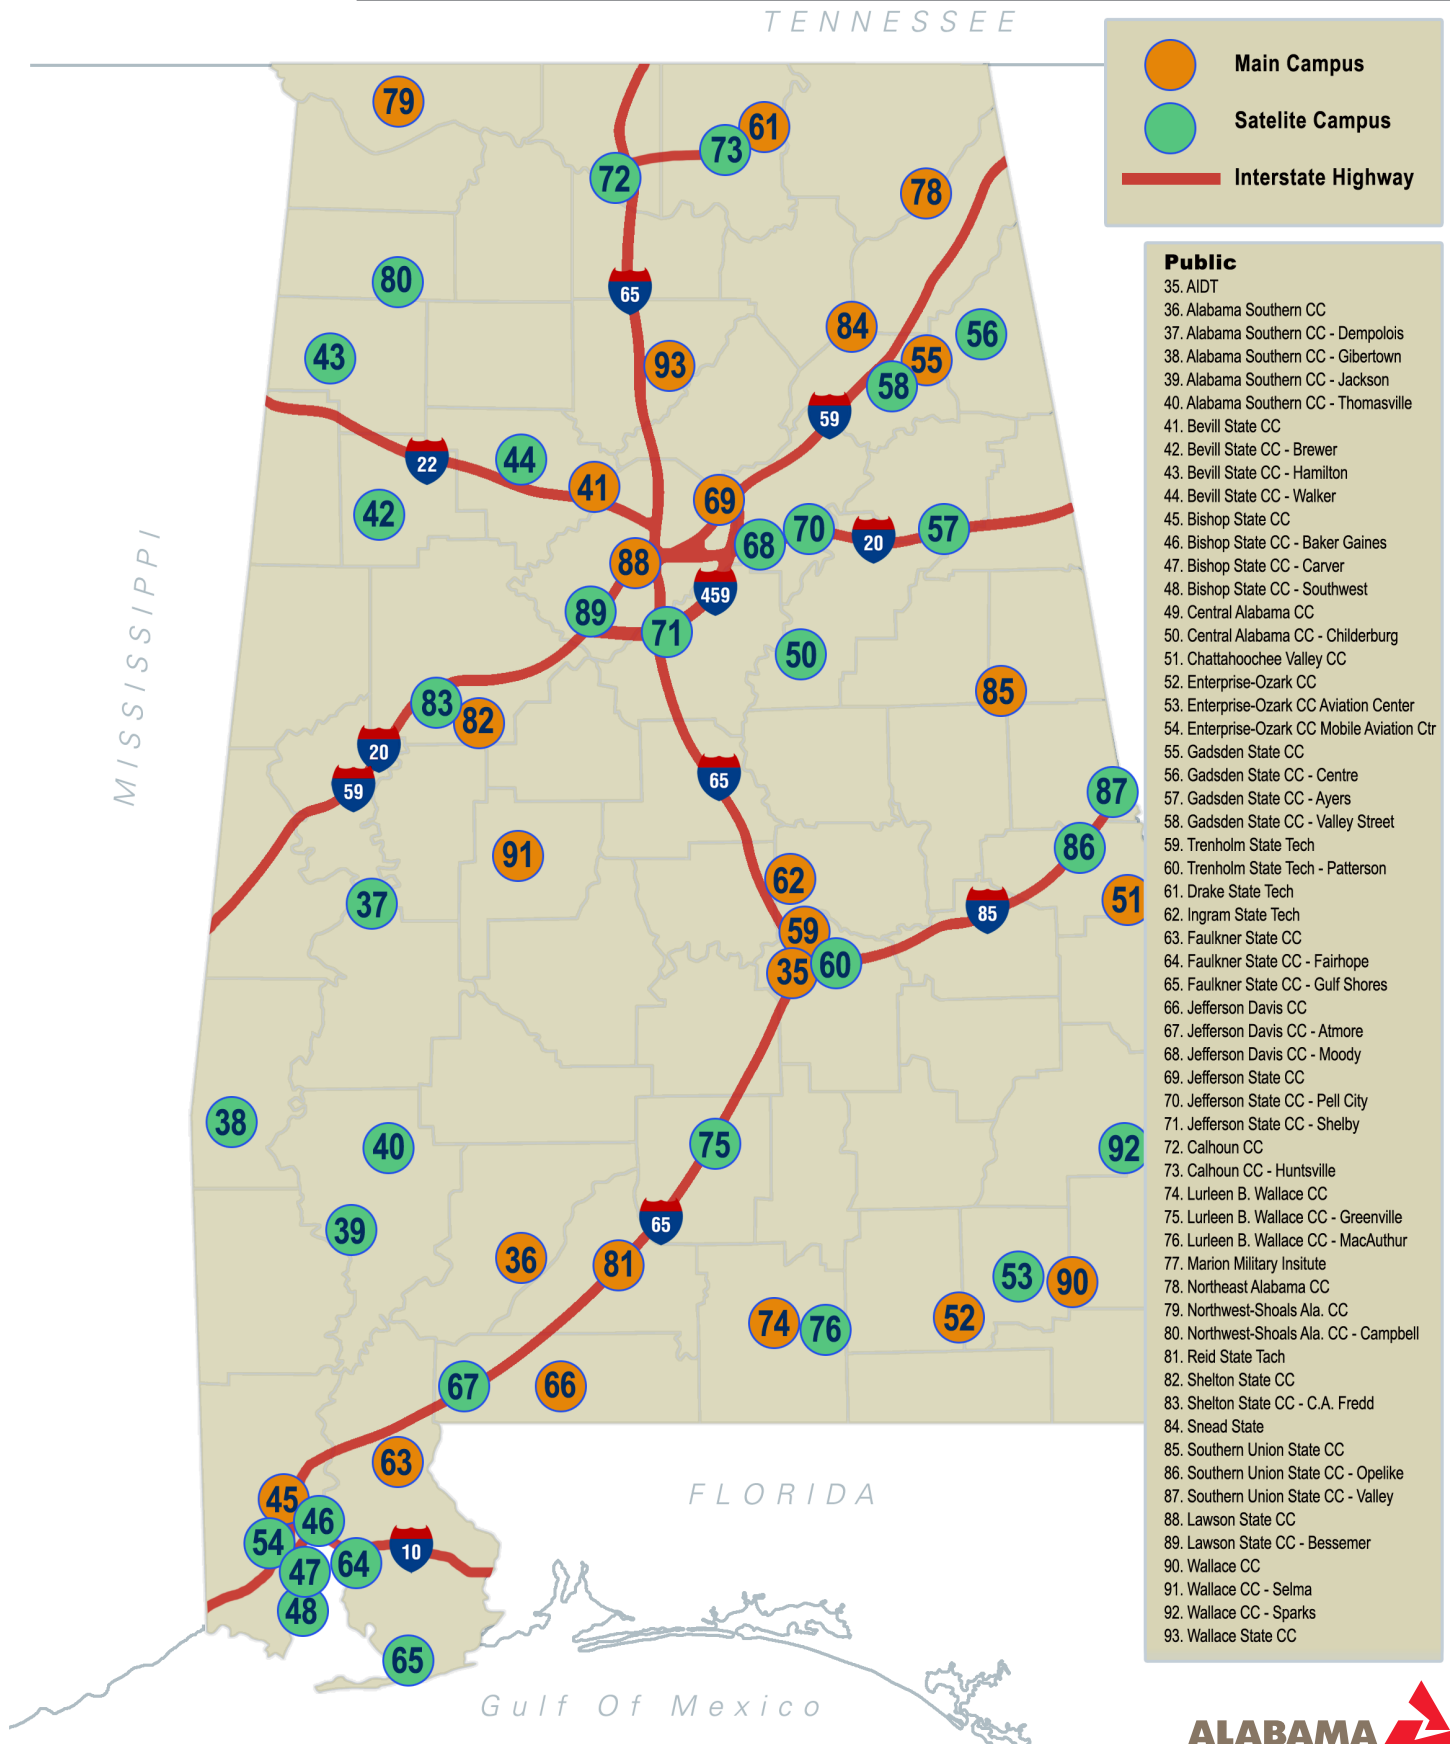 TENNESSEE
Main Campus
Satelite Campus
Interstate Highway
79
61
73
72
78
80
65
84
56
43
93
55
58
59
22
44
41
69
42
70
57
68
20
88
459
89
71
50
85
83
82
20
59
65
87
86
91
62
37
51
85
59
60
35
38
40
75
92
39
65
36
81
53
90
74
76
52
67
66
63
45
46
54
10
64
47
48
65
MISSISSIPPI
FLORIDA
Gulf Of Mexico
Public
35. AIDT
36. Alabama Southern CC
37. Alabama Southern CC - Dempolois
38. Alabama Southern CC - Gibertown
39. Alabama Southern CC - Jackson
40. Alabama Southern CC - Thomasville
41. Bevill State CC
42. Bevill State CC - Brewer
43. Bevill State CC - Hamilton
44. Bevill State CC - Walker
45. Bishop State CC
46. Bishop State CC - Baker Gaines
47. Bishop State CC - Carver
48. Bishop State CC - Southwest
49. Central Alabama CC
50. Central Alabama CC - Childerburg
51. Chattahoochee Valley CC
52. Enterprise-Ozark CC
53. Enterprise-Ozark CC Aviation Center
54. Enterprise-Ozark CC Mobile Aviation Ctr
55. Gadsden State CC
56. Gadsden State CC - Centre
57. Gadsden State CC - Ayers
58. Gadsden State CC - Valley Street
59. Trenholm State Tech
60. Trenholm State Tech - Patterson
61. Drake State Tech
62. Ingram State Tech
63. Faulkner State CC
64. Faulkner State CC - Fairhope
65. Faulkner State CC - Gulf Shores
66. Jefferson Davis CC
67. Jefferson Davis CC - Atmore
68. Jefferson Davis CC - Moody
69. Jefferson State CC
70. Jefferson State CC - Pell City
71. Jefferson State CC - Shelby
72. Calhoun CC
73. Calhoun CC - Huntsville
74. Lurleen B. Wallace CC
75. Lurleen B. Wallace CC - Greenville
76. Lurleen B. Wallace CC - MacAuthur
77. Marion Military Insitute
78. Northeast Alabama CC
79. Northwest-Shoals Ala. CC
80. Northwest-Shoals Ala. CC - Campbell
81. Reid State Tach
82. Shelton State CC
83. Shelton State CC - C.A. Fredd
84. Snead State
85. Southern Union State CC
86. Southern Union State CC - Opelike
87. Southern Union State CC - Valley
88. Lawson State CC
89. Lawson State CC - Bessemer
90. Wallace CC
91. Wallace CC - Selma
92. Wallace CC - Sparks
93. Wallace State CC
ALABAMA